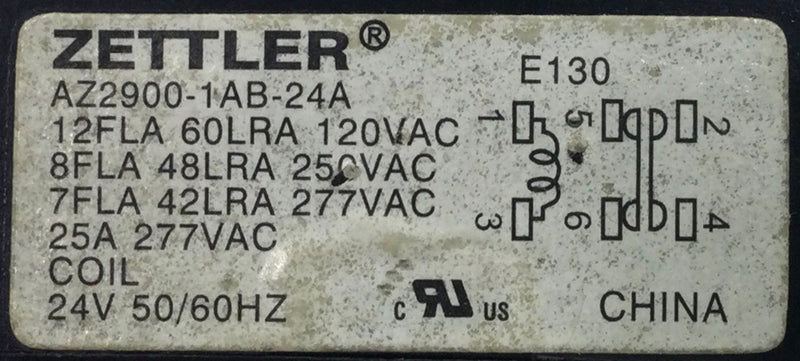 ZETTLER®
E130
AZ2900-1AB-24A
12FLA 60LRA 120VAC
8FLA 48LRA 250VAC
7FLA 42LRA 277VAC
25A 277VAC
COIL
24V 50/60HZ
1 5 2
3 6 4
c RU US
CHINA